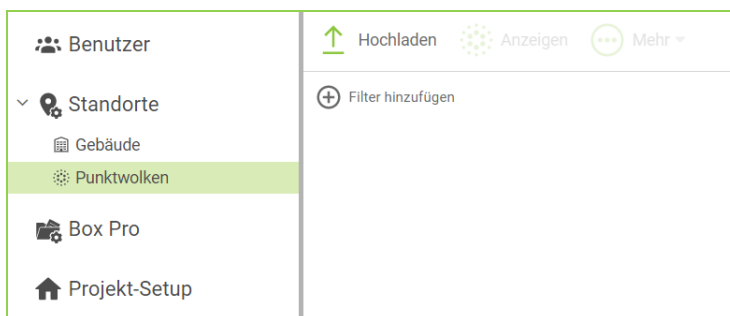 Benutzer
Standorte
Gebäude
Punktwolken
Box Pro
Projekt-Setup
Hochladen Anzeigen Mehr
Filter hinzufügen